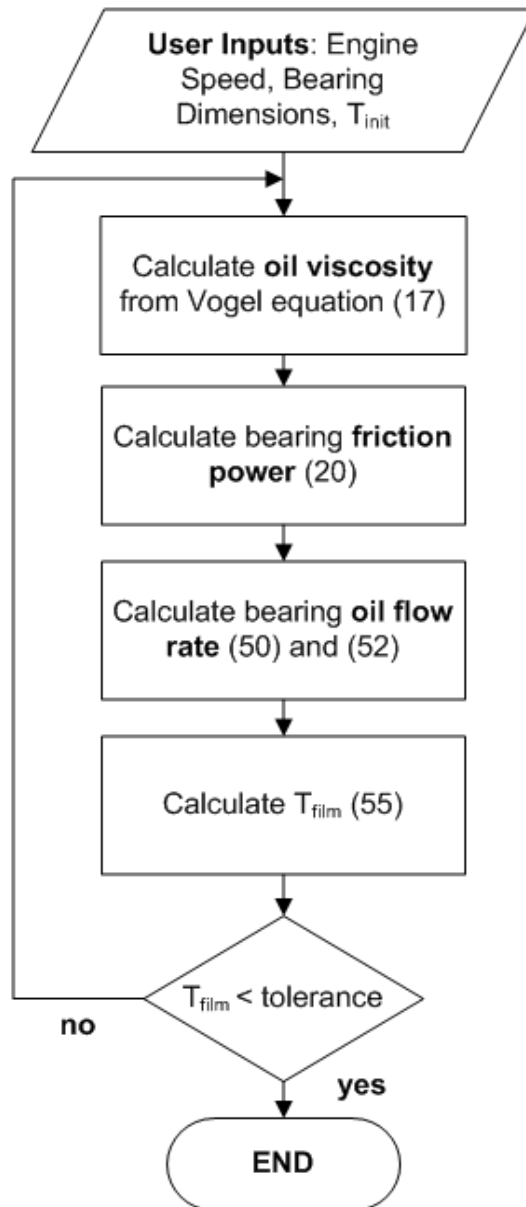 User Inputs: Engine
Speed, Bearing
Dimensions, Tinit
Calculate oil viscosity
from Vogel equation (17)
Calculate bearing friction
power (20)
Calculate bearing oil flow
rate (50) and (52)
Calculate Tfilm (55)
Tfilm < tolerance
no
yes
END